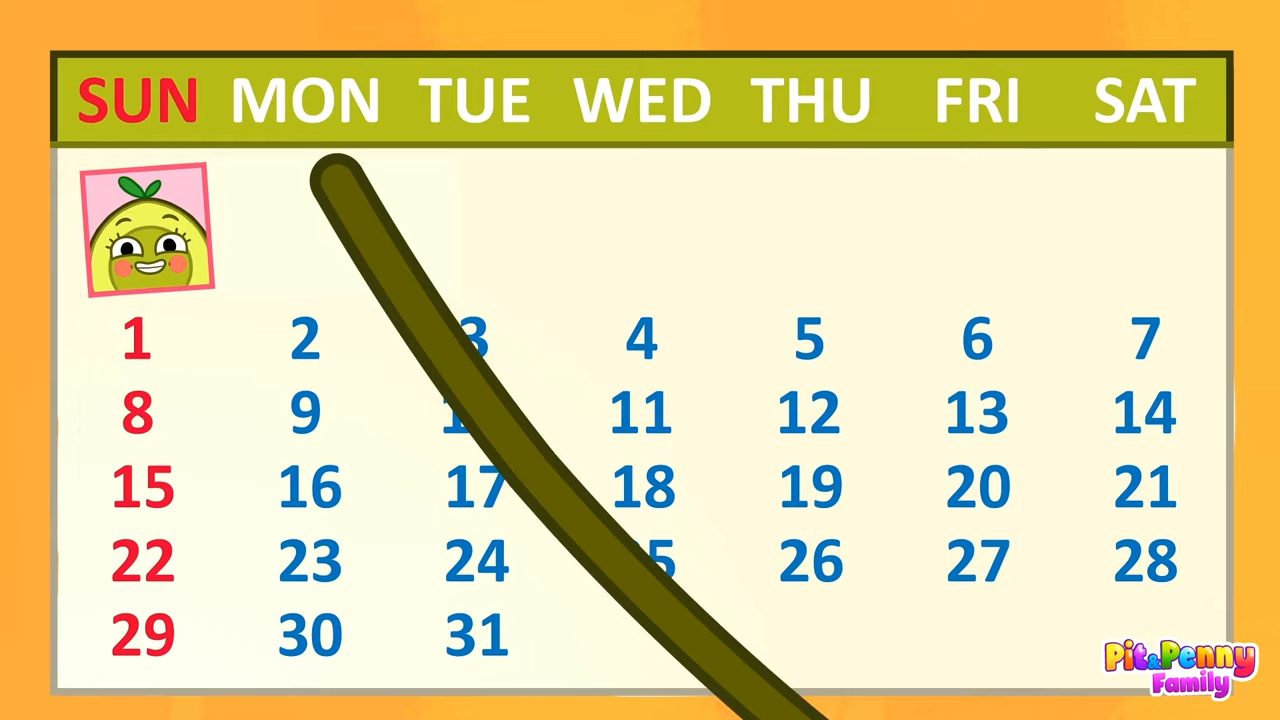 SUN MON TUE WED THU FRI SAT
1 2 3 4 5 6 7
8 9 11 12 13 14
15 16 17 18 19 20 21
22 23 24 26 27 28
29 30 31
Pit&Penny
Family